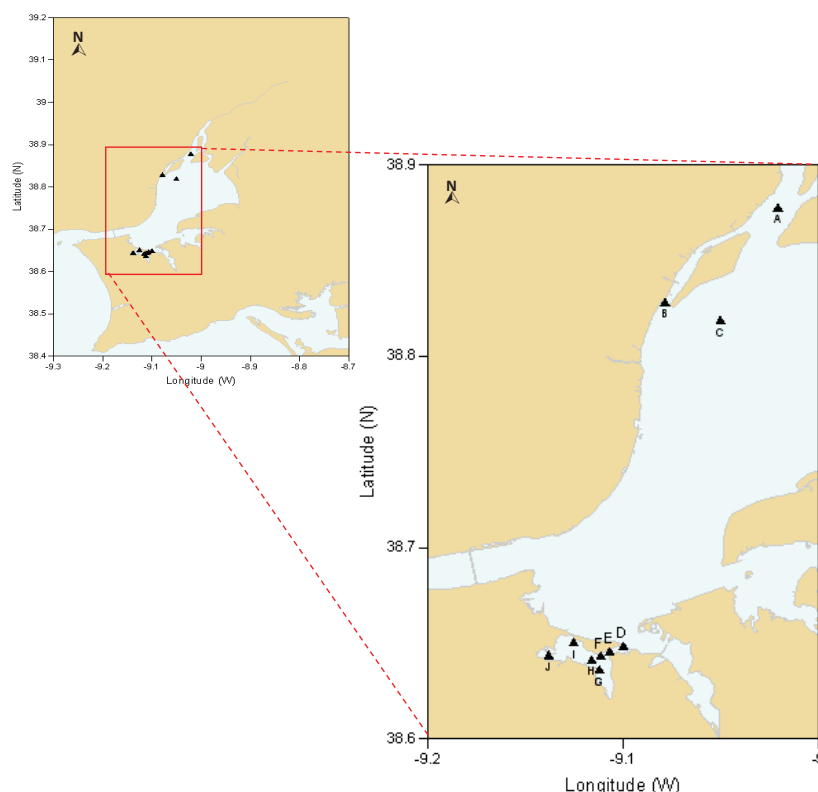 39.2
39.1
39
38.9
38.8
38.7
38.6
38.5
38.4
Latitude (N)
N
-9.3
-9.2
-9.1
-9
-8.9
-8.8
-8.7
Longitude (W)
38.9
38.8
38.7
38.6
Latitude (N)
N
A
B
C
D
E
F
I
J
H
G
-9.2
-9.1
-9
Longitude (W)